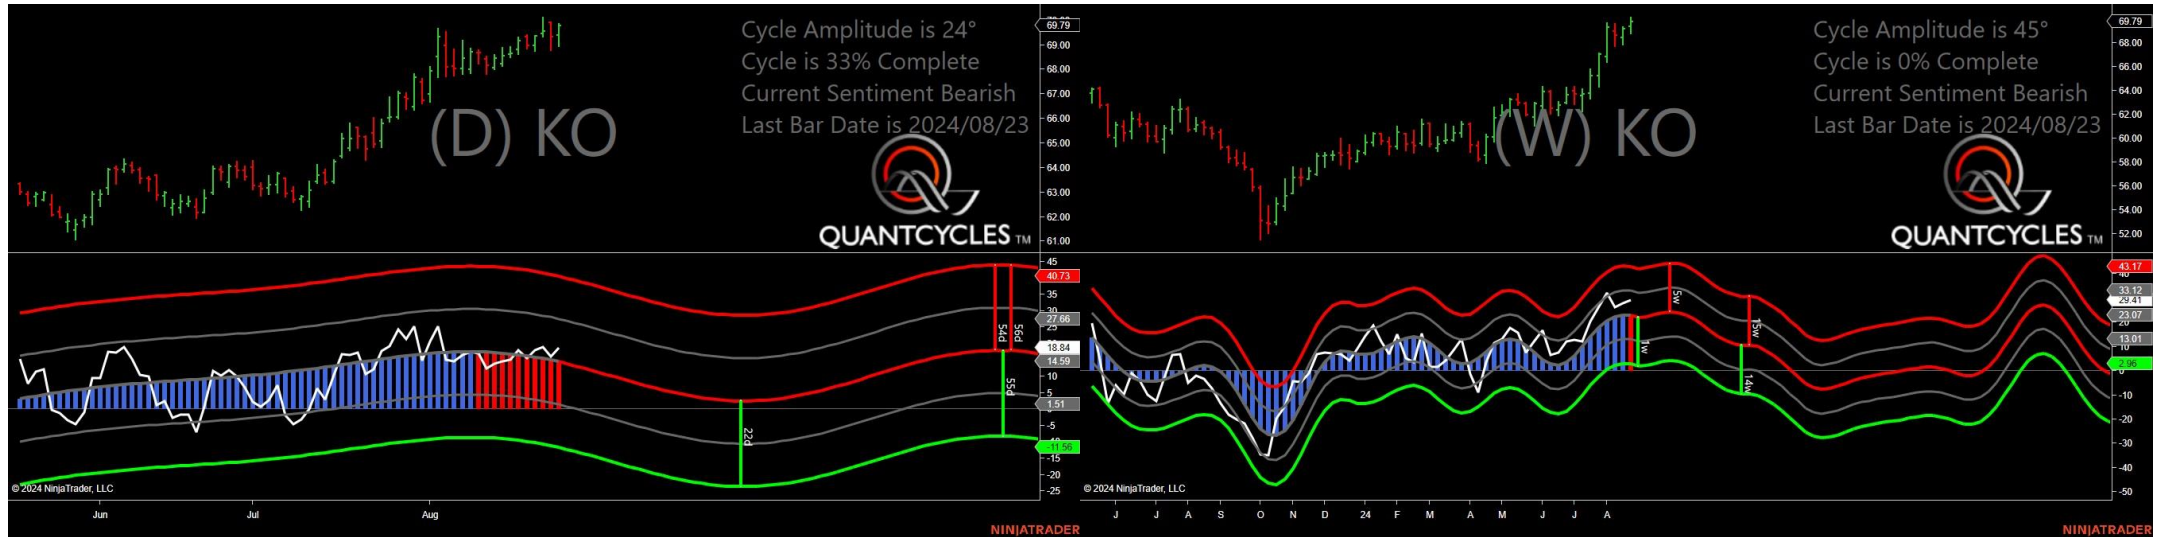 Cycle Amplitude is 24°
Cycle is 33% Complete
Current Sentiment Bearish
Last Bar Date is 2024/08/23
(D) KO
QUANTCYCLES TM
69.79
69.00
68.00
67.00
66.00
65.00
64.00
63.00
62.00
61.00
45
40.73
35
30
27.66
18.84
14.59
10
5
1.51
-5
-11.56
-15
-20
-25
54d
56d
55d
22d
© 2024 NinjaTrader, LLC
Jun
Jul
Aug
NINJATRADER
Cycle Amplitude is 45°
Cycle is 0% Complete
Current Sentiment Bearish
Last Bar Date is 2024/08/23
(W) KO
QUANTCYCLES TM
69.79
68.00
66.00
64.00
62.00
60.00
58.00
56.00
54.00
52.00
43.17
33.12
29.41
23.07
13.01
2.96
-10
-20
-30
-40
-50
5w
15w
1w
14w
© 2024 NinjaTrader, LLC
J J A S O N D 24 F M A M J J A
NINJATRADER